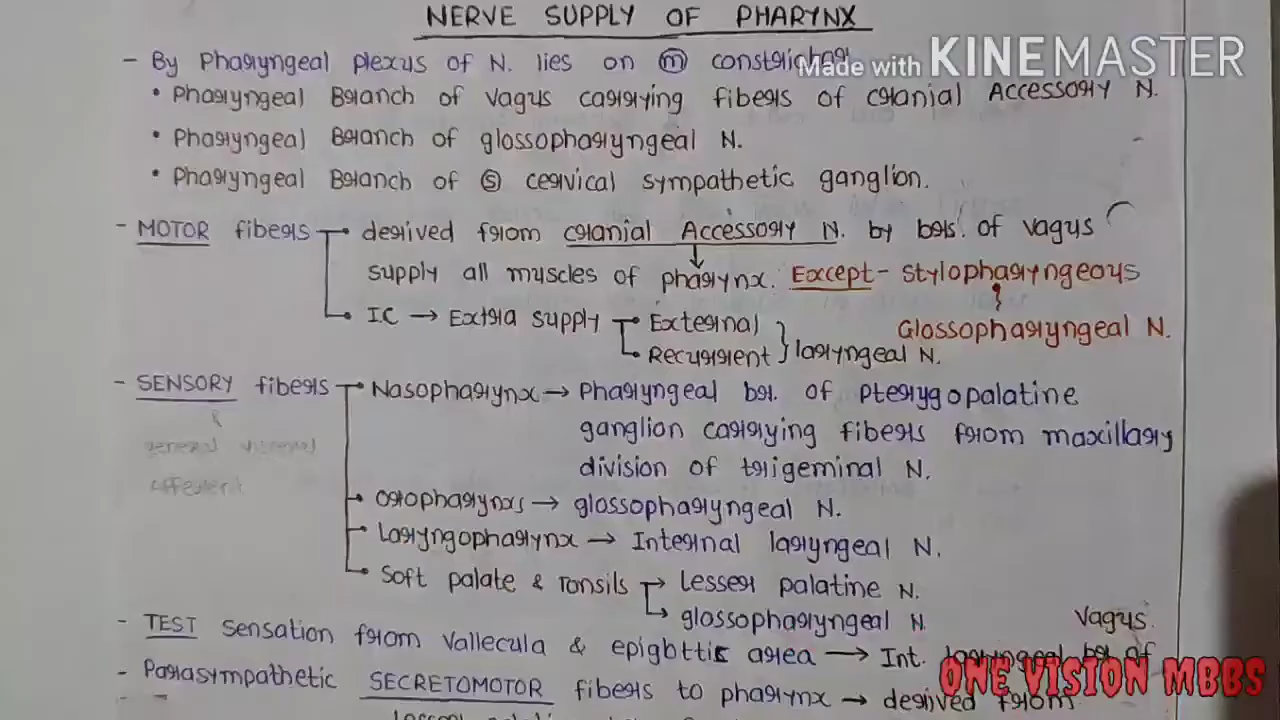 NERVE SUPPLY OF PHARYNX
- By Pharyngeal plexus of N. lies on ⓜ constrictor
Made with KINEMASTER
• Pharyngeal Branch of Vagus carrying fibers of cranial Accessory N.
• Pharyngeal Branch of glossopharyngeal N.
• Pharyngeal Branch of Ⓢ cervical sympathetic ganglion.
- MOTOR fibers → derived from cranial Accessory N. by brs. of vagus
supply all muscles of pharynx. Except - Stylopharyngeous
Glossopharyngeal N.
I.C → Extra supply → External
Recurrent } laryngeal N.
- SENSORY fibers → Nasopharynx → Pharyngeal br. of Pterygopalatine
ganglion carrying fibers from maxillary
division of trigeminal N.
general visceral
Afferent
Oropharynxs → glossopharyngeal N.
Laryngopharynx → Internal laryngeal N.
Soft palate & Tonsils → Lesser palatine N.
→ glossopharyngeal N
- TEST sensation from Vallecula & epiglottic area → Int. laryngeal br. of
Vagus.
- Parasympathetic SECRETOMOTOR fibers to pharynx → derived from
ONE VISION MBBS